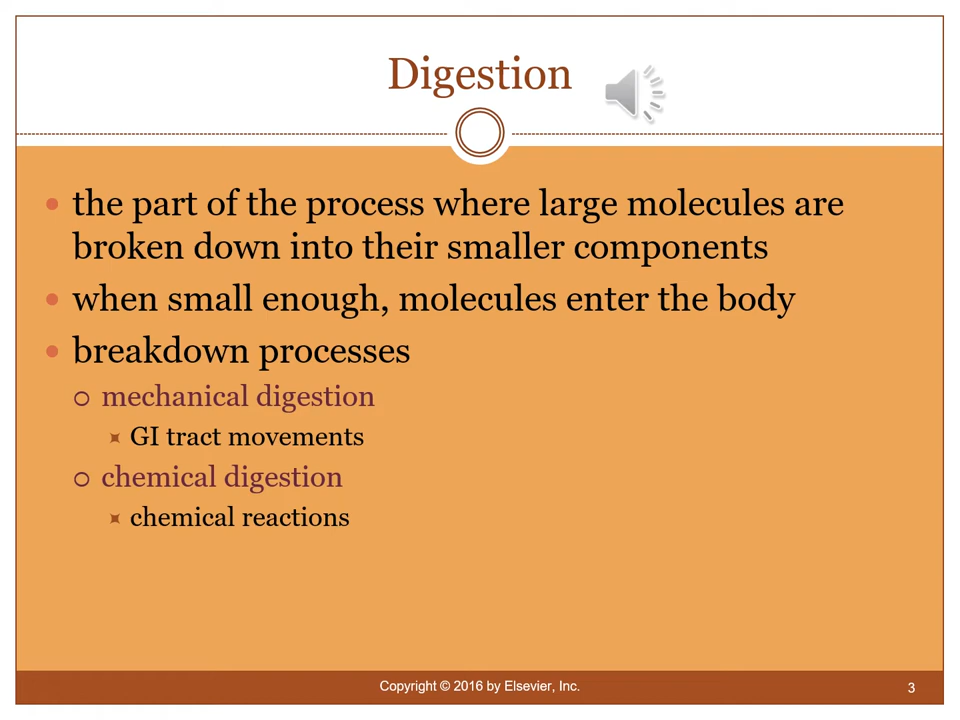 Digestion
the part of the process where large molecules are
broken down into their smaller components
when small enough, molecules enter the body
breakdown processes
mechanical digestion
GI tract movements
chemical digestion
chemical reactions
Copyright © 2016 by Elsevier, Inc.
3